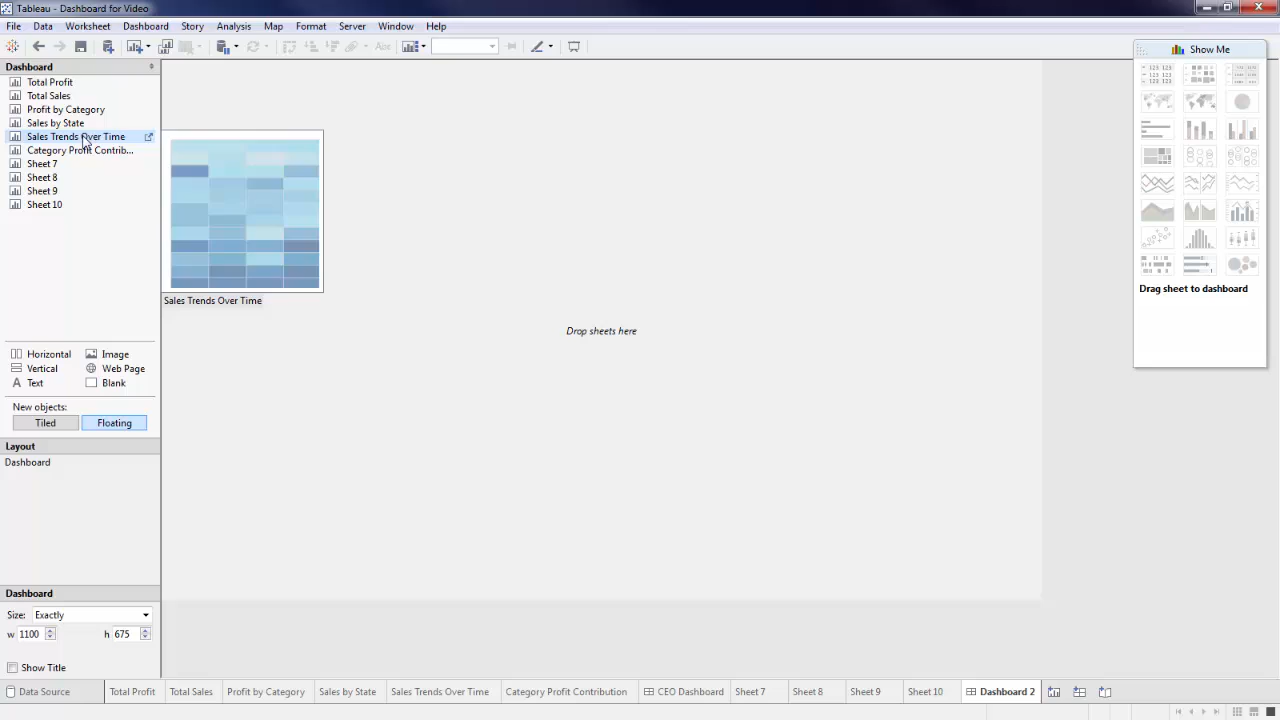 Tableau - Dashboard for Video
File Data Worksheet Dashboard Story Analysis Map Format Server Window Help
Abc
Dashboard
Total Profit
Total Sales
Profit by Category
Sales by State
Sales Trends Over Time
Category Profit Contrib...
Sheet 7
Sheet 8
Sheet 9
Sheet 10
Sales Trends Over Time
Drop sheets here
Show Me
Drag sheet to dashboard
Horizontal Image
Vertical Web Page
A Text Blank
New objects:
Tiled Floating
Layout
Dashboard
Dashboard
Size: Exactly
w 1100 h 675
Show Title
Data Source Total Profit Total Sales Profit by Category Sales by State Sales Trends Over Time Category Profit Contribution CEO Dashboard Sheet 7 Sheet 8 Sheet 9 Sheet 10 Dashboard 2